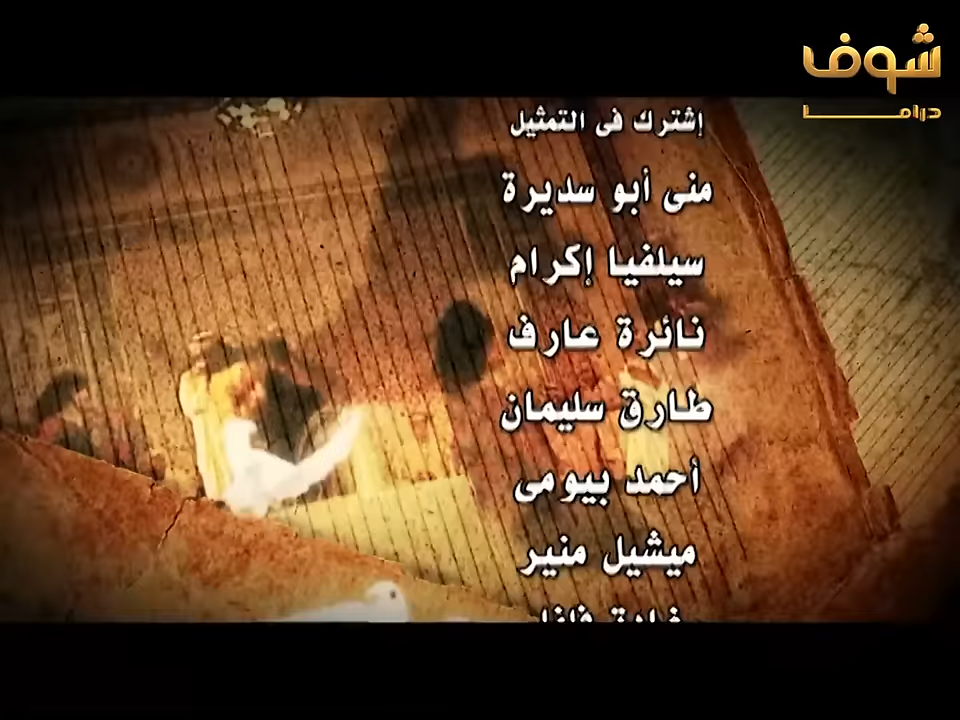 شوف
دراما
إشترك فى التمثيل
منى أبو سديرة
سيلفيا إكرام
نائرة عارف
طارق سليمان
أحمد بيومى
ميشيل منير